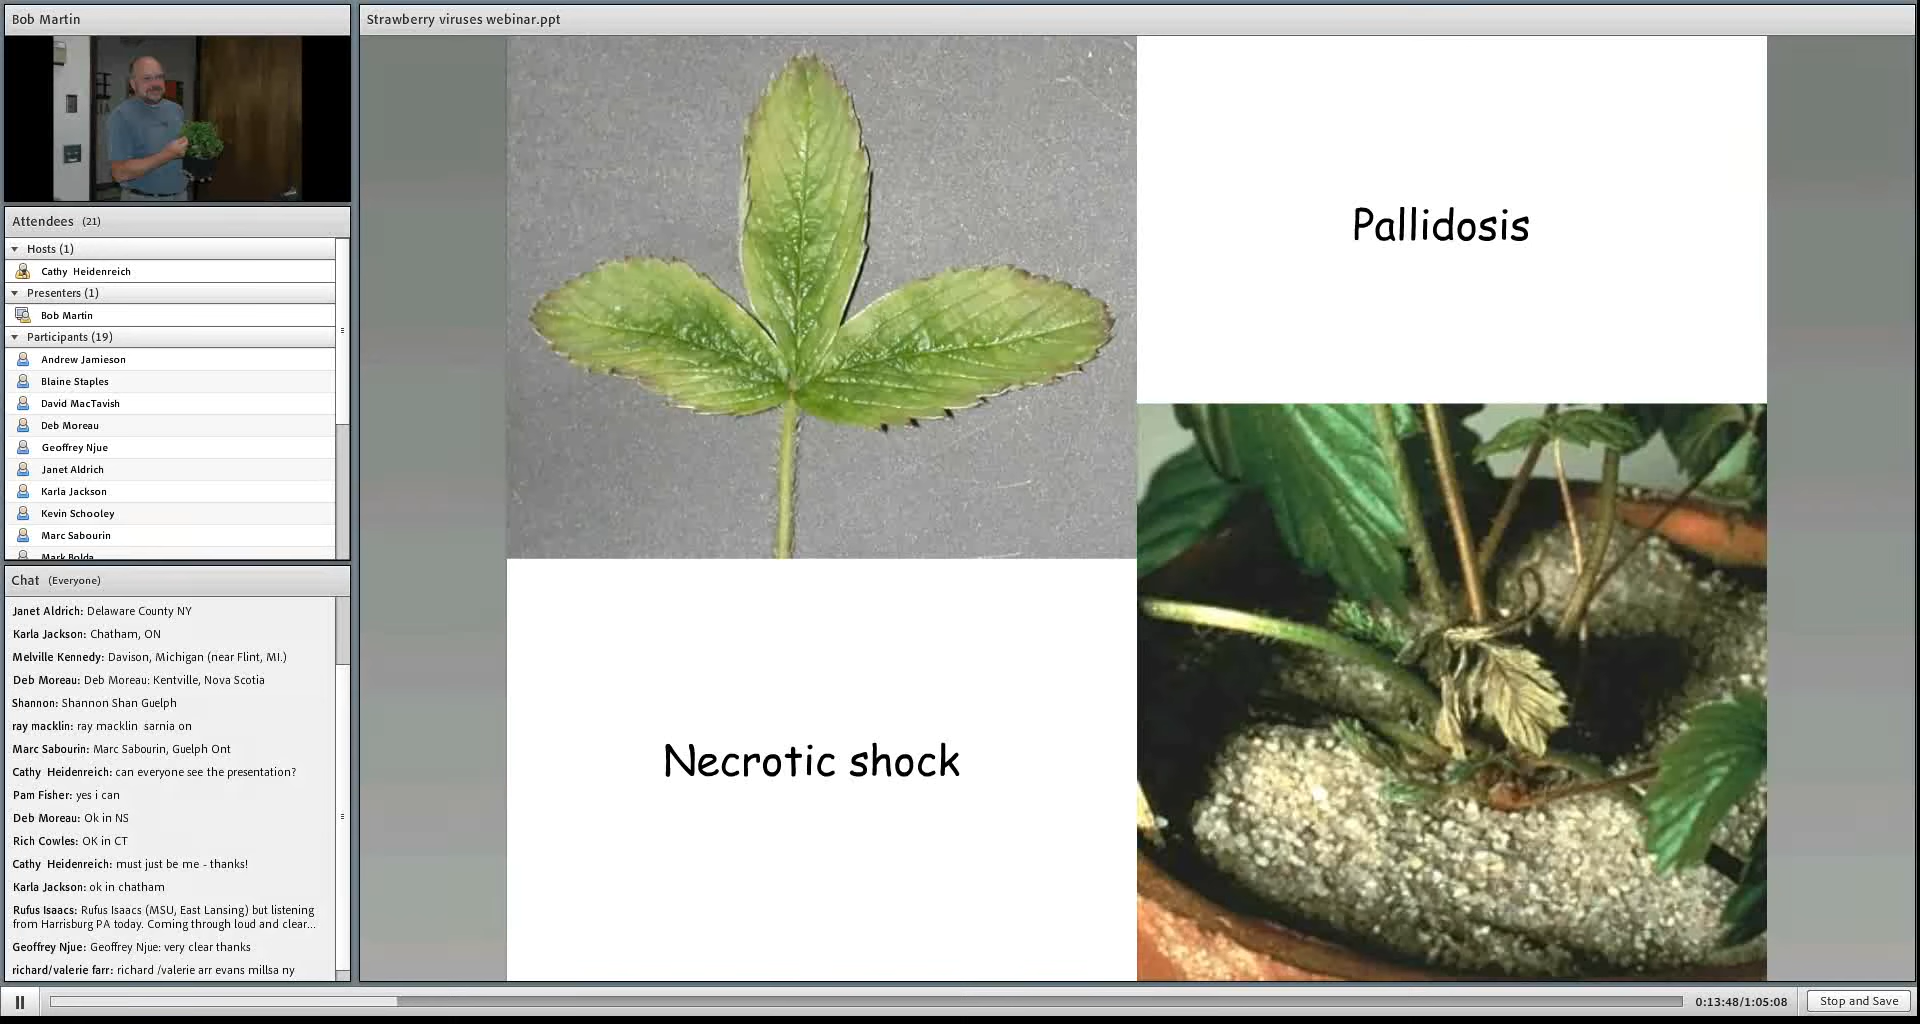 Bob Martin
Strawberry viruses webinar.ppt
Attendees (21)
Hosts (1)
Cathy Heidenreich
Presenters (1)
Bob Martin
Participants (19)
Andrew Jamieson
Blaine Staples
David MacTavish
Deb Moreau
Geoffrey Njue
Janet Aldrich
Karla Jackson
Kevin Schooley
Marc Sabourin
Mark Bolda
Chat (Everyone)
Janet Aldrich: Delaware County NY
Karla Jackson: Chatham, ON
Melville Kennedy: Davison, Michigan (near Flint, MI.)
Deb Moreau: Deb Moreau: Kentville, Nova Scotia
Shannon: Shannon Shan Guelph
ray macklin: ray macklin sarnia on
Marc Sabourin: Marc Sabourin, Guelph Ont
Cathy Heidenreich: can everyone see the presentation?
Pam Fisher: yes i can
Deb Moreau: Ok in NS
Rich Cowles: OK in CT
Cathy Heidenreich: must just be me - thanks!
Karla Jackson: ok in chatham
Rufus Isaacs: Rufus Isaacs (MSU, East Lansing) but listening
from Harrisburg PA today. Coming through loud and clear...
Geoffrey Njue: Geoffrey Njue: very clear thanks
richard/valerie farr: richard /valerie arr evans millsa ny
Pallidosis
Necrotic shock
0:13:48/1:05:08
Stop and Save